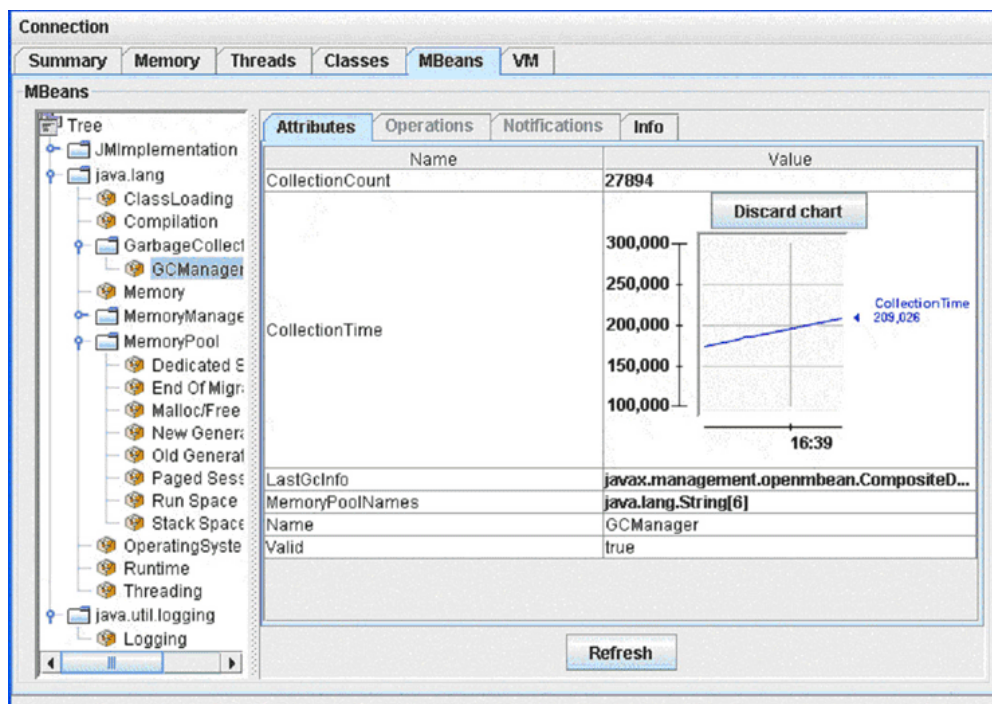 Connection
Summary Memory Threads Classes MBeans VM
MBeans
Tree
JMImplementation
java.lang
ClassLoading
Compilation
GarbageCollect
GCManager
Memory
MemoryManage
MemoryPool
Dedicated S
End Of Migr
Malloc/Free
New Genera
Old Generat
Paged Sess
Run Space
Stack Space
OperatingSyste
Runtime
Threading
java.util.logging
Logging
Attributes Operations Notifications Info
Name Value
CollectionCount 27894
CollectionTime
Discard chart
300,000
250,000
200,000
150,000
100,000
16:39
CollectionTime
209,026
LastGcInfo javax.management.openmbean.CompositeD...
MemoryPoolNames java.lang.String[6]
Name GCManager
Valid true
Refresh